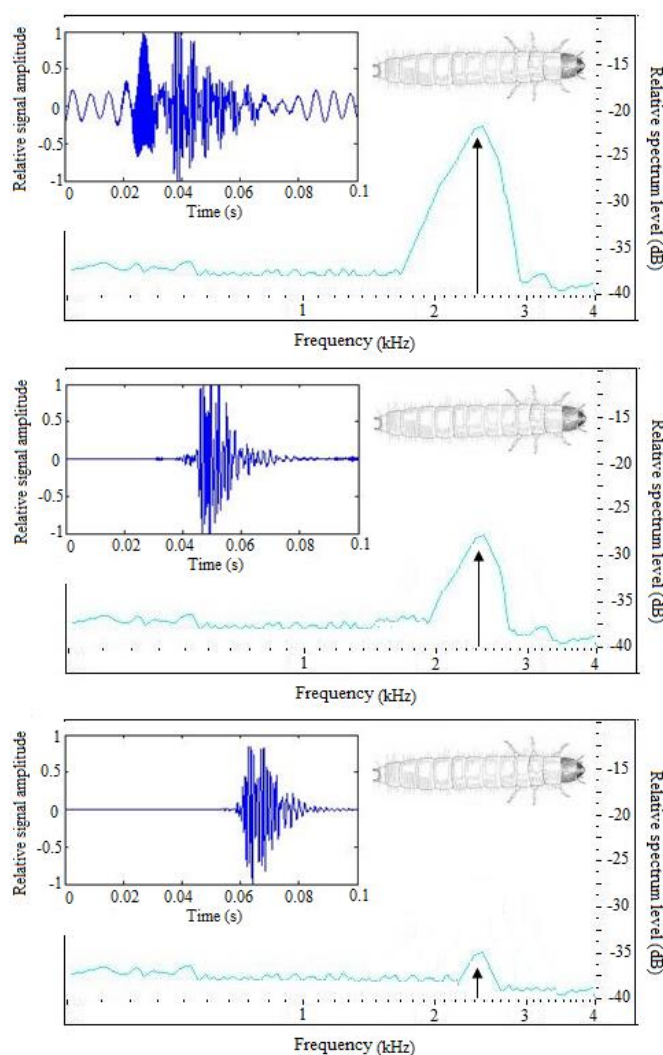 Relative signal amplitude
1
0.5
0
-0.5
-1
0 0.02 0.04 0.06 0.08 0.1
Time (s)
-15
-20
-25
-30
-35
-40
Relative spectrum level (dB)
1 2 3 4
Frequency (kHz)
Relative signal amplitude
1
0.5
0
-0.5
-1
0 0.02 0.04 0.06 0.08 0.1
Time (s)
-15
-20
-25
-30
-35
-40
Relative spectrum level (dB)
1 2 3 4
Frequency (kHz)
Relative signal amplitude
1
0.5
0
-0.5
-1
0 0.02 0.04 0.06 0.08 0.1
Time (s)
-15
-20
-25
-30
-35
-40
Relative spectrum level (dB)
1 2 3 4
Frequency (kHz)